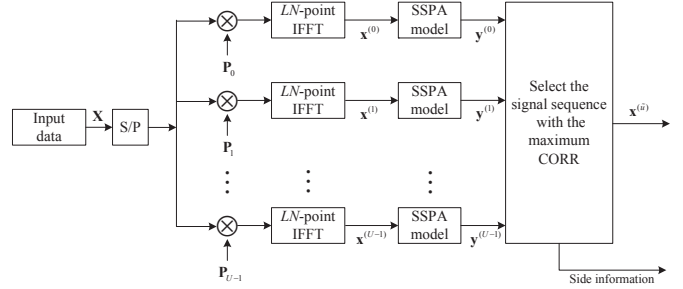 Input
data
X
S/P
P₀
LN-point
IFFT
x⁽⁰⁾
SSPA
model
y⁽⁰⁾
P₁
LN-point
IFFT
x⁽¹⁾
SSPA
model
y⁽¹⁾
P_{U−1}
LN-point
IFFT
x^{(U−1)}
SSPA
model
y^{(U−1)}
Select the
signal sequence
with the
maximum
CORR
x^{(ũ)}
Side information